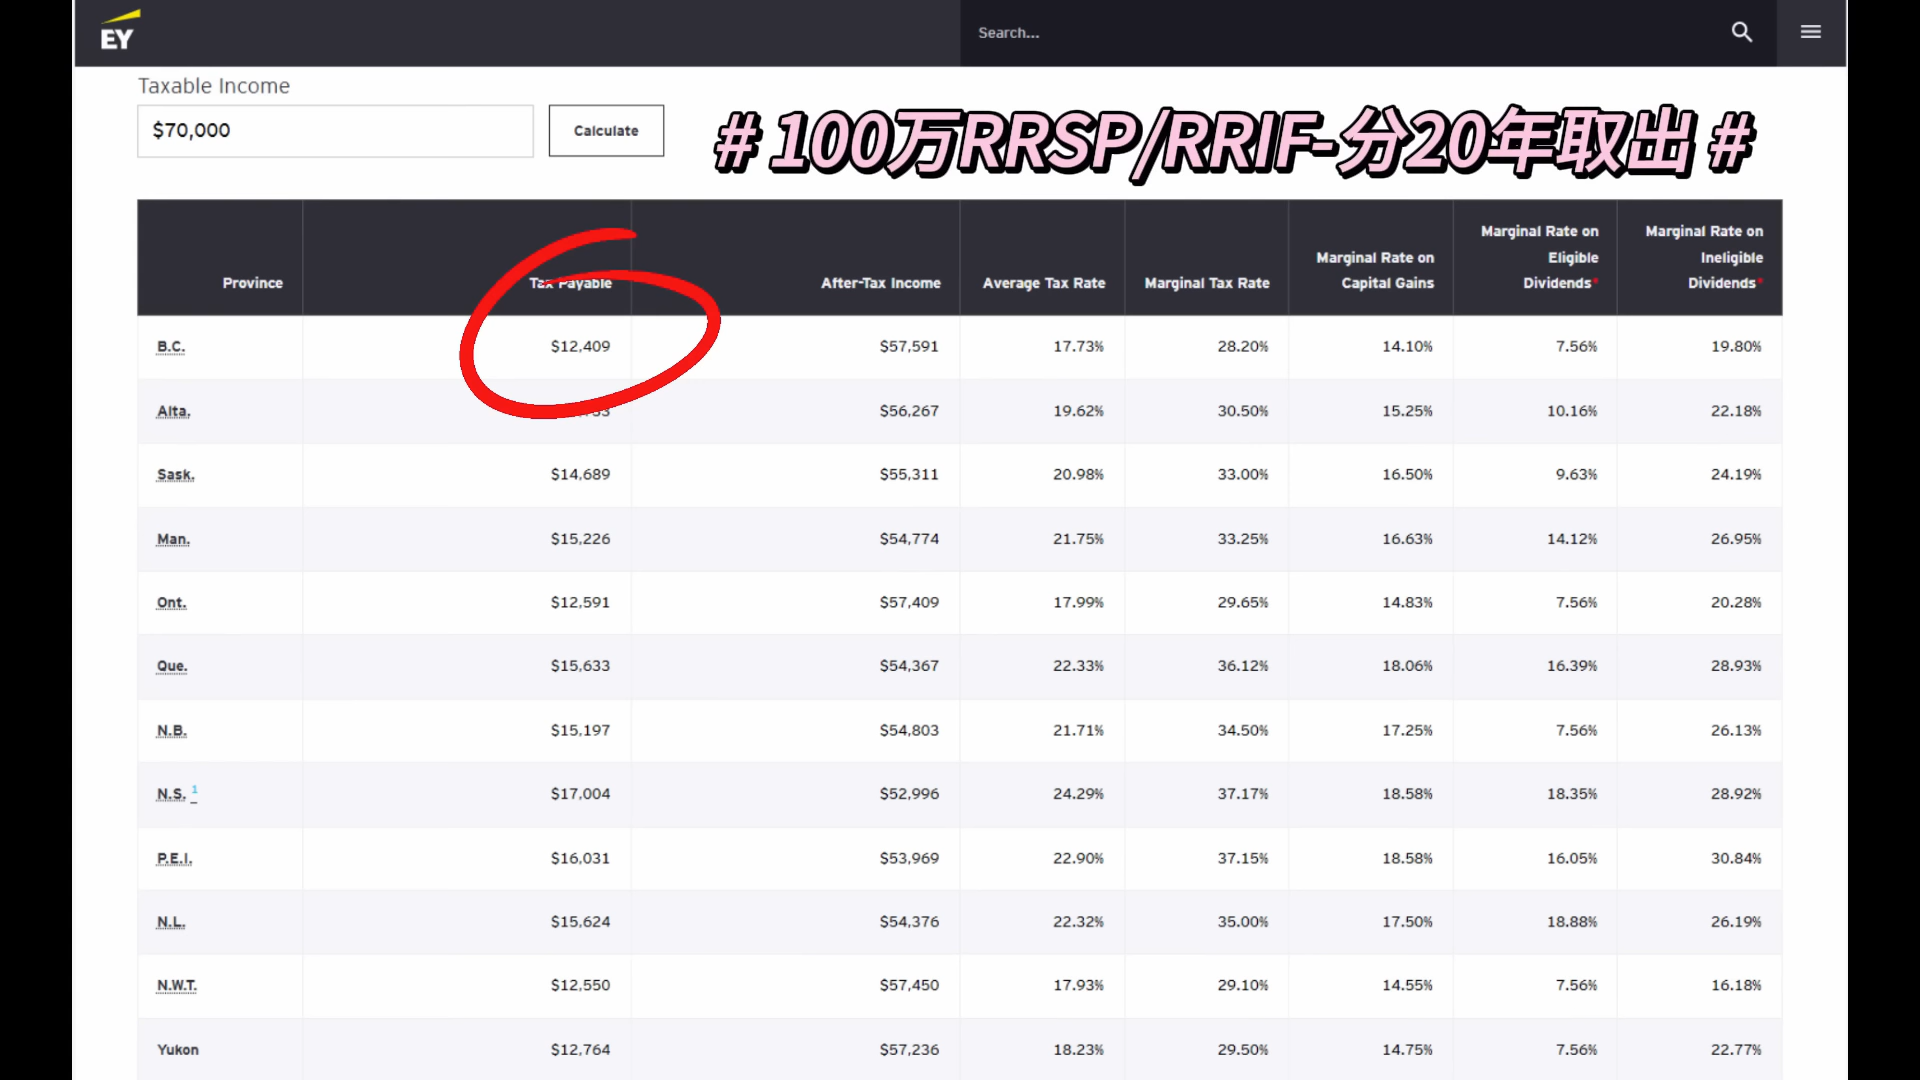 EY
Search...
Taxable Income
$70,000
Calculate
# 100万RRSP/RRIF-分20年取出 #
Province Tax Payable After-Tax Income Average Tax Rate Marginal Tax Rate Marginal Rate on Capital Gains Marginal Rate on Eligible Dividends* Marginal Rate on Ineligible Dividends*
B.C. $12,409 $57,591 17.73% 28.20% 14.10% 7.56% 19.80%
Alta. $56,267 19.62% 30.50% 15.25% 10.16% 22.18%
Sask. $14,689 $55,311 20.98% 33.00% 16.50% 9.63% 24.19%
Man. $15,226 $54,774 21.75% 33.25% 16.63% 14.12% 26.95%
Ont. $12,591 $57,409 17.99% 29.65% 14.83% 7.56% 20.28%
Que. $15,633 $54,367 22.33% 36.12% 18.06% 16.39% 28.93%
N.B. $15,197 $54,803 21.71% 34.50% 17.25% 7.56% 26.13%
N.S. 1 $17,004 $52,996 24.29% 37.17% 18.58% 18.35% 28.92%
P.E.I. $16,031 $53,969 22.90% 37.15% 18.58% 16.05% 30.84%
N.L. $15,624 $54,376 22.32% 35.00% 17.50% 18.88% 26.19%
N.W.T. $12,550 $57,450 17.93% 29.10% 14.55% 7.56% 16.18%
Yukon $12,764 $57,236 18.23% 29.50% 14.75% 7.56% 22.77%